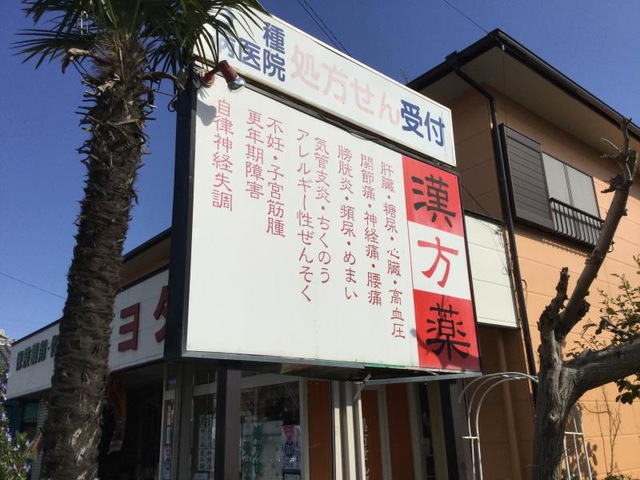 種
医院
処方せん
受付
漢方薬
肝臓・糖尿・心臓・高血圧
関節痛・神経痛・腰痛
膀胱炎・頻尿・めまい
気管支炎・ちくのう
アレルギー性ぜんそく
不妊・子宮筋腫
更年期障害
自律神経失調
ヨ